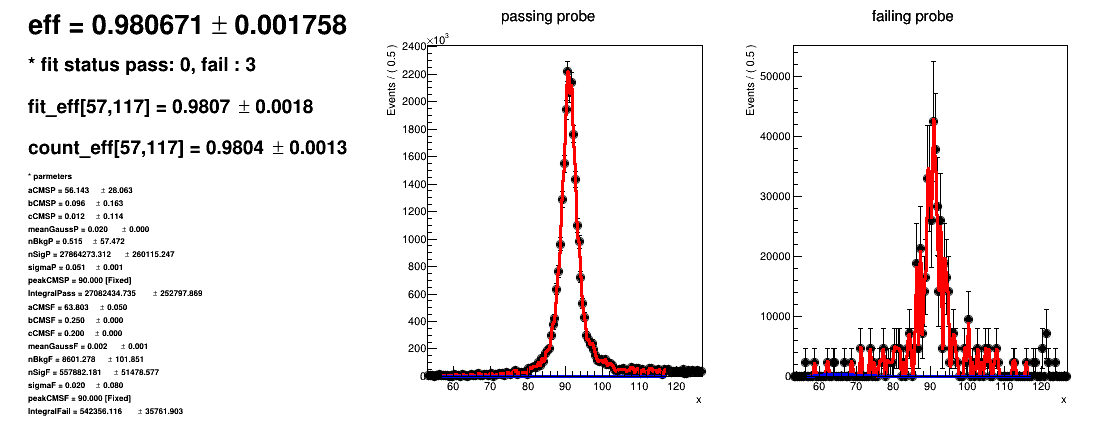 eff = 0.980671 ± 0.001758
* fit status pass: 0, fail : 3
fit_eff[57,117] = 0.9807 ± 0.0018
count_eff[57,117] = 0.9804 ± 0.0013
* parmeters
aCMSP = 56.143 ± 28.063
bCMSP = 0.096 ± 0.163
cCMSP = 0.012 ± 0.114
meanGaussP = 0.020 ± 0.000
nBkgP = 0.515 ± 57.472
nSigP = 27864273.312 ± 260115.247
sigmaP = 0.051 ± 0.001
peakCMSP = 90.000 [Fixed]
IntegralPass = 27082434.735 ± 252797.869
aCMSF = 63.803 ± 0.050
bCMSF = 0.250 ± 0.000
cCMSF = 0.200 ± 0.000
meanGaussF = 0.002 ± 0.001
nBkgF = 8601.278 ± 101.851
nSigF = 557882.181 ± 51478.577
sigmaF = 0.020 ± 0.080
peakCMSF = 90.000 [Fixed]
IntegralFail = 542356.116 ± 35761.903
passing probe
×10³
Events / ( 0.5 )
2400
2200
2000
1800
1600
1400
1200
1000
800
600
400
200
0
60 70 80 90 100 110 120
x
failing probe
Events / ( 0.5 )
50000
40000
30000
20000
10000
0
60 70 80 90 100 110 120
x